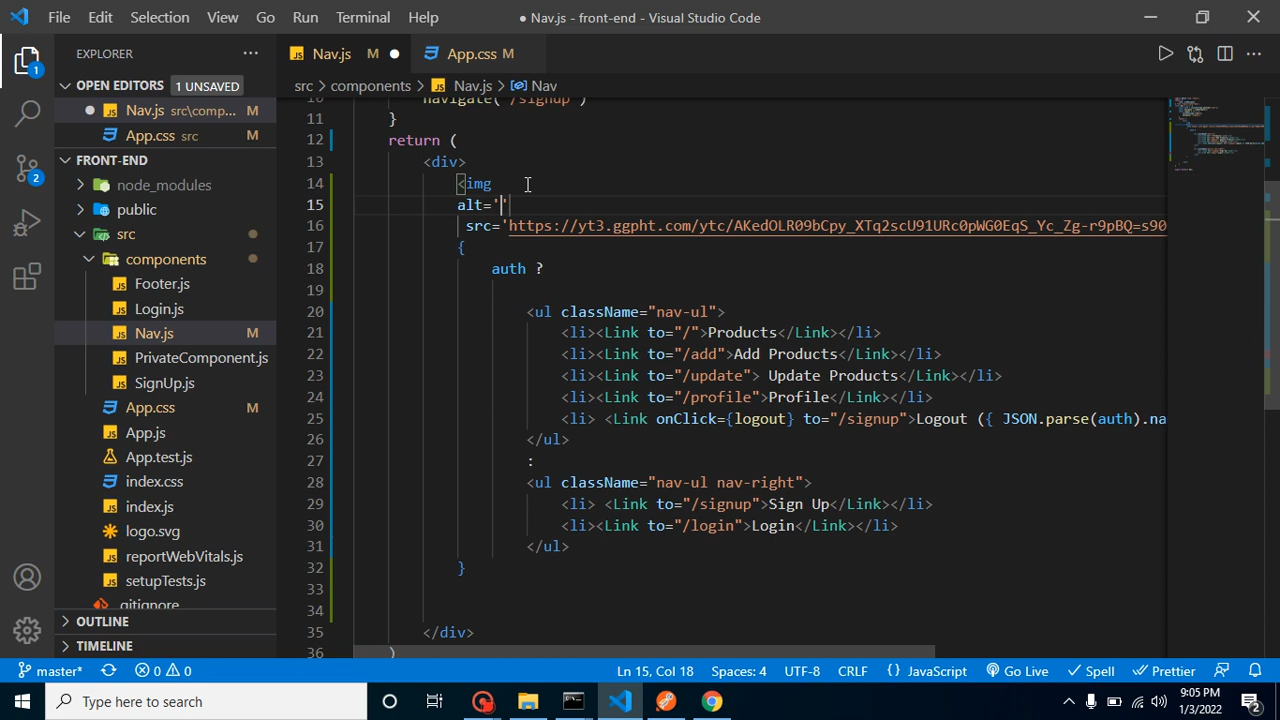 File Edit Selection View Go Run Terminal Help ● Nav.js - front-end - Visual Studio Code
EXPLORER
Nav.js M App.css M
OPEN EDITORS 1 UNSAVED
src > components > Nav.js > Nav
Nav.js src\comp... M
App.css src M
FRONT-END
node_modules
public
src
components
Footer.js
Login.js
Nav.js M
PrivateComponent.js
SignUp.js
App.css M
App.js
App.test.js
index.css
index.js
logo.svg
reportWebVitals.js
setupTests.js
.gitignore
OUTLINE
TIMELINE
10 navigate('/signup')
11 }
12 return (
13 <div>
14 <img
15 alt=''
16 src='https://yt3.ggpht.com/ytc/AKedOLR09bCpy_XTq2scU91URc0pWG0EqS_Yc_Zg-r9pBQ=s90
17 {
18 auth ?
19
20 <ul className="nav-ul">
21 <li><Link to="/">Products</Link></li>
22 <li><Link to="/add">Add Products</Link></li>
23 <li><Link to="/update"> Update Products</Link></li>
24 <li><Link to="/profile">Profile</Link></li>
25 <li> <Link onClick={logout} to="/signup">Logout ({ JSON.parse(auth).na
26 </ul>
27 :
28 <ul className="nav-ul nav-right">
29 <li> <Link to="/signup">Sign Up</Link></li>
30 <li><Link to="/login">Login</Link></li>
31 </ul>
32 }
33
34
35 </div>
36 )
master* 0 0 Ln 15, Col 18 Spaces: 4 UTF-8 CRLF { } JavaScript Go Live Spell Prettier
1
2
Type here to search
9:05 PM
1/3/2022
2